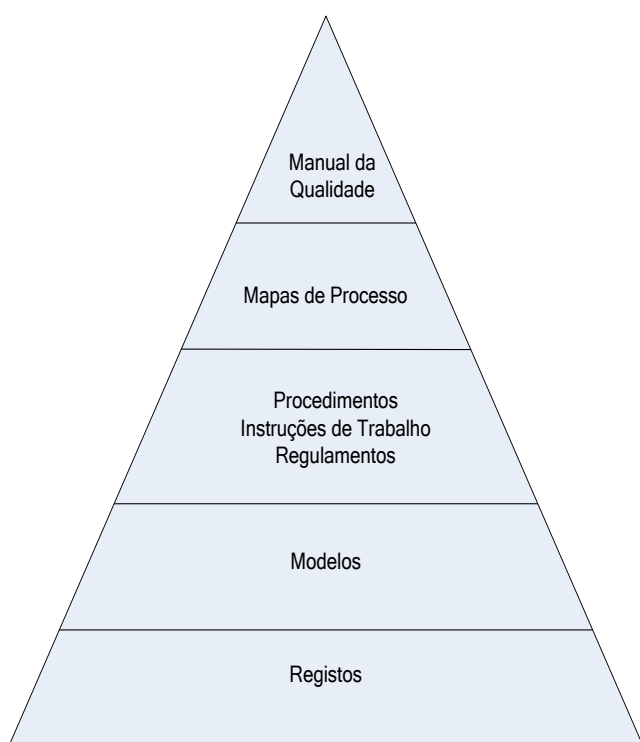 Manual da
Qualidade
Mapas de Processo
Procedimentos
Instruções de Trabalho
Regulamentos
Modelos
Registos